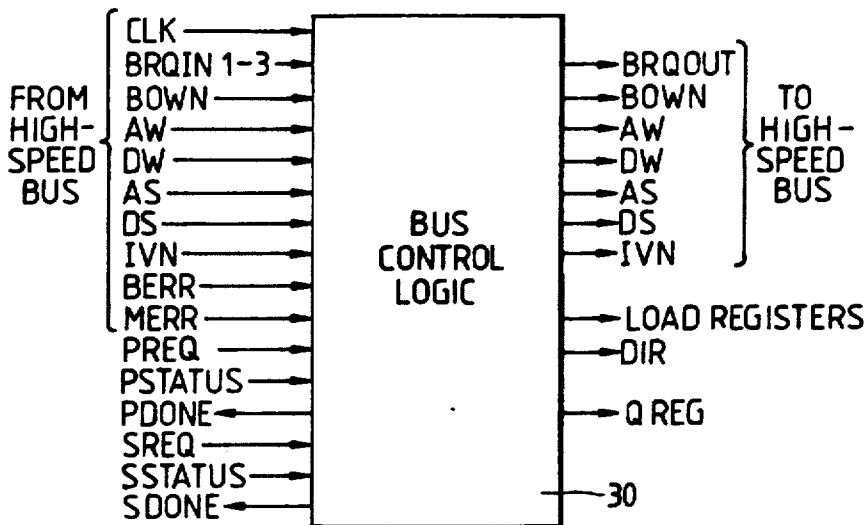 FROM
HIGH-
SPEED
BUS
CLK
BRQIN 1-3
BOWN
AW
DW
AS
DS
IVN
BERR
MERR
PREQ
PSTATUS
PDONE
SREQ
SSTATUS
SDONE
BUS
CONTROL
LOGIC
30
BRQOUT
BOWN
AW
DW
AS
DS
IVN
LOAD REGISTERS
DIR
Q REG
TO
HIGH-
SPEED
BUS